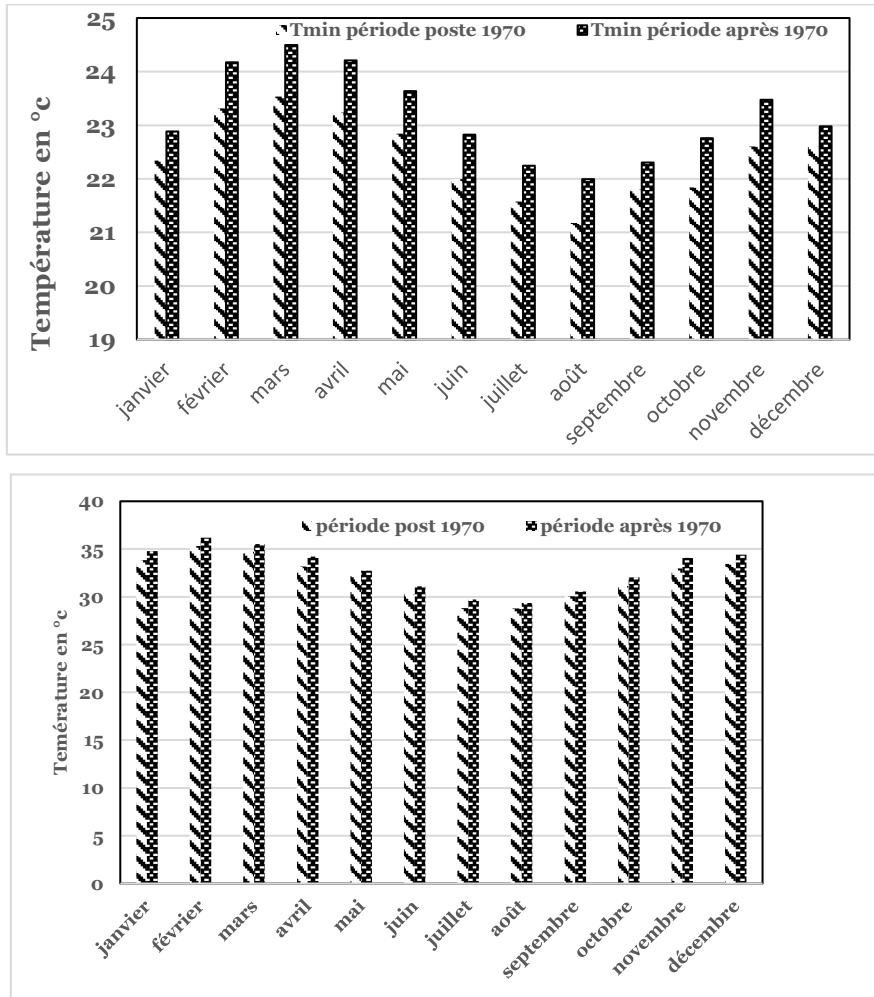 Tmin période poste 1970 Tmin période après 1970
Température en °c
25
24
23
22
21
20
19
janvier février mars avril mai juin juillet août septembre octobre novembre décembre
période post 1970 période après 1970
Temérature en °c
40
35
30
25
20
15
10
5
0
janvier février mars avril mai juin juillet août septembre octobre novembre décembre